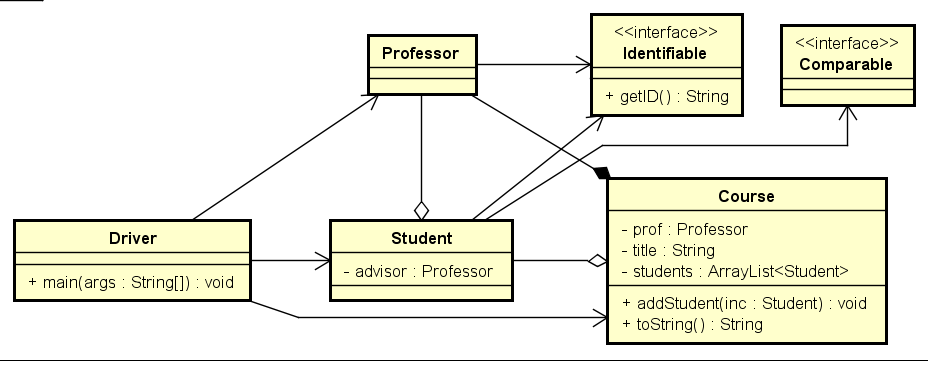 Professor
<<interface>>
Identifiable
+ getID() : String
<<interface>>
Comparable
Driver
+ main(args : String[]) : void
Student
- advisor : Professor
Course
- prof : Professor
- title : String
- students : ArrayList<Student>
+ addStudent(inc : Student) : void
+ toString() : String